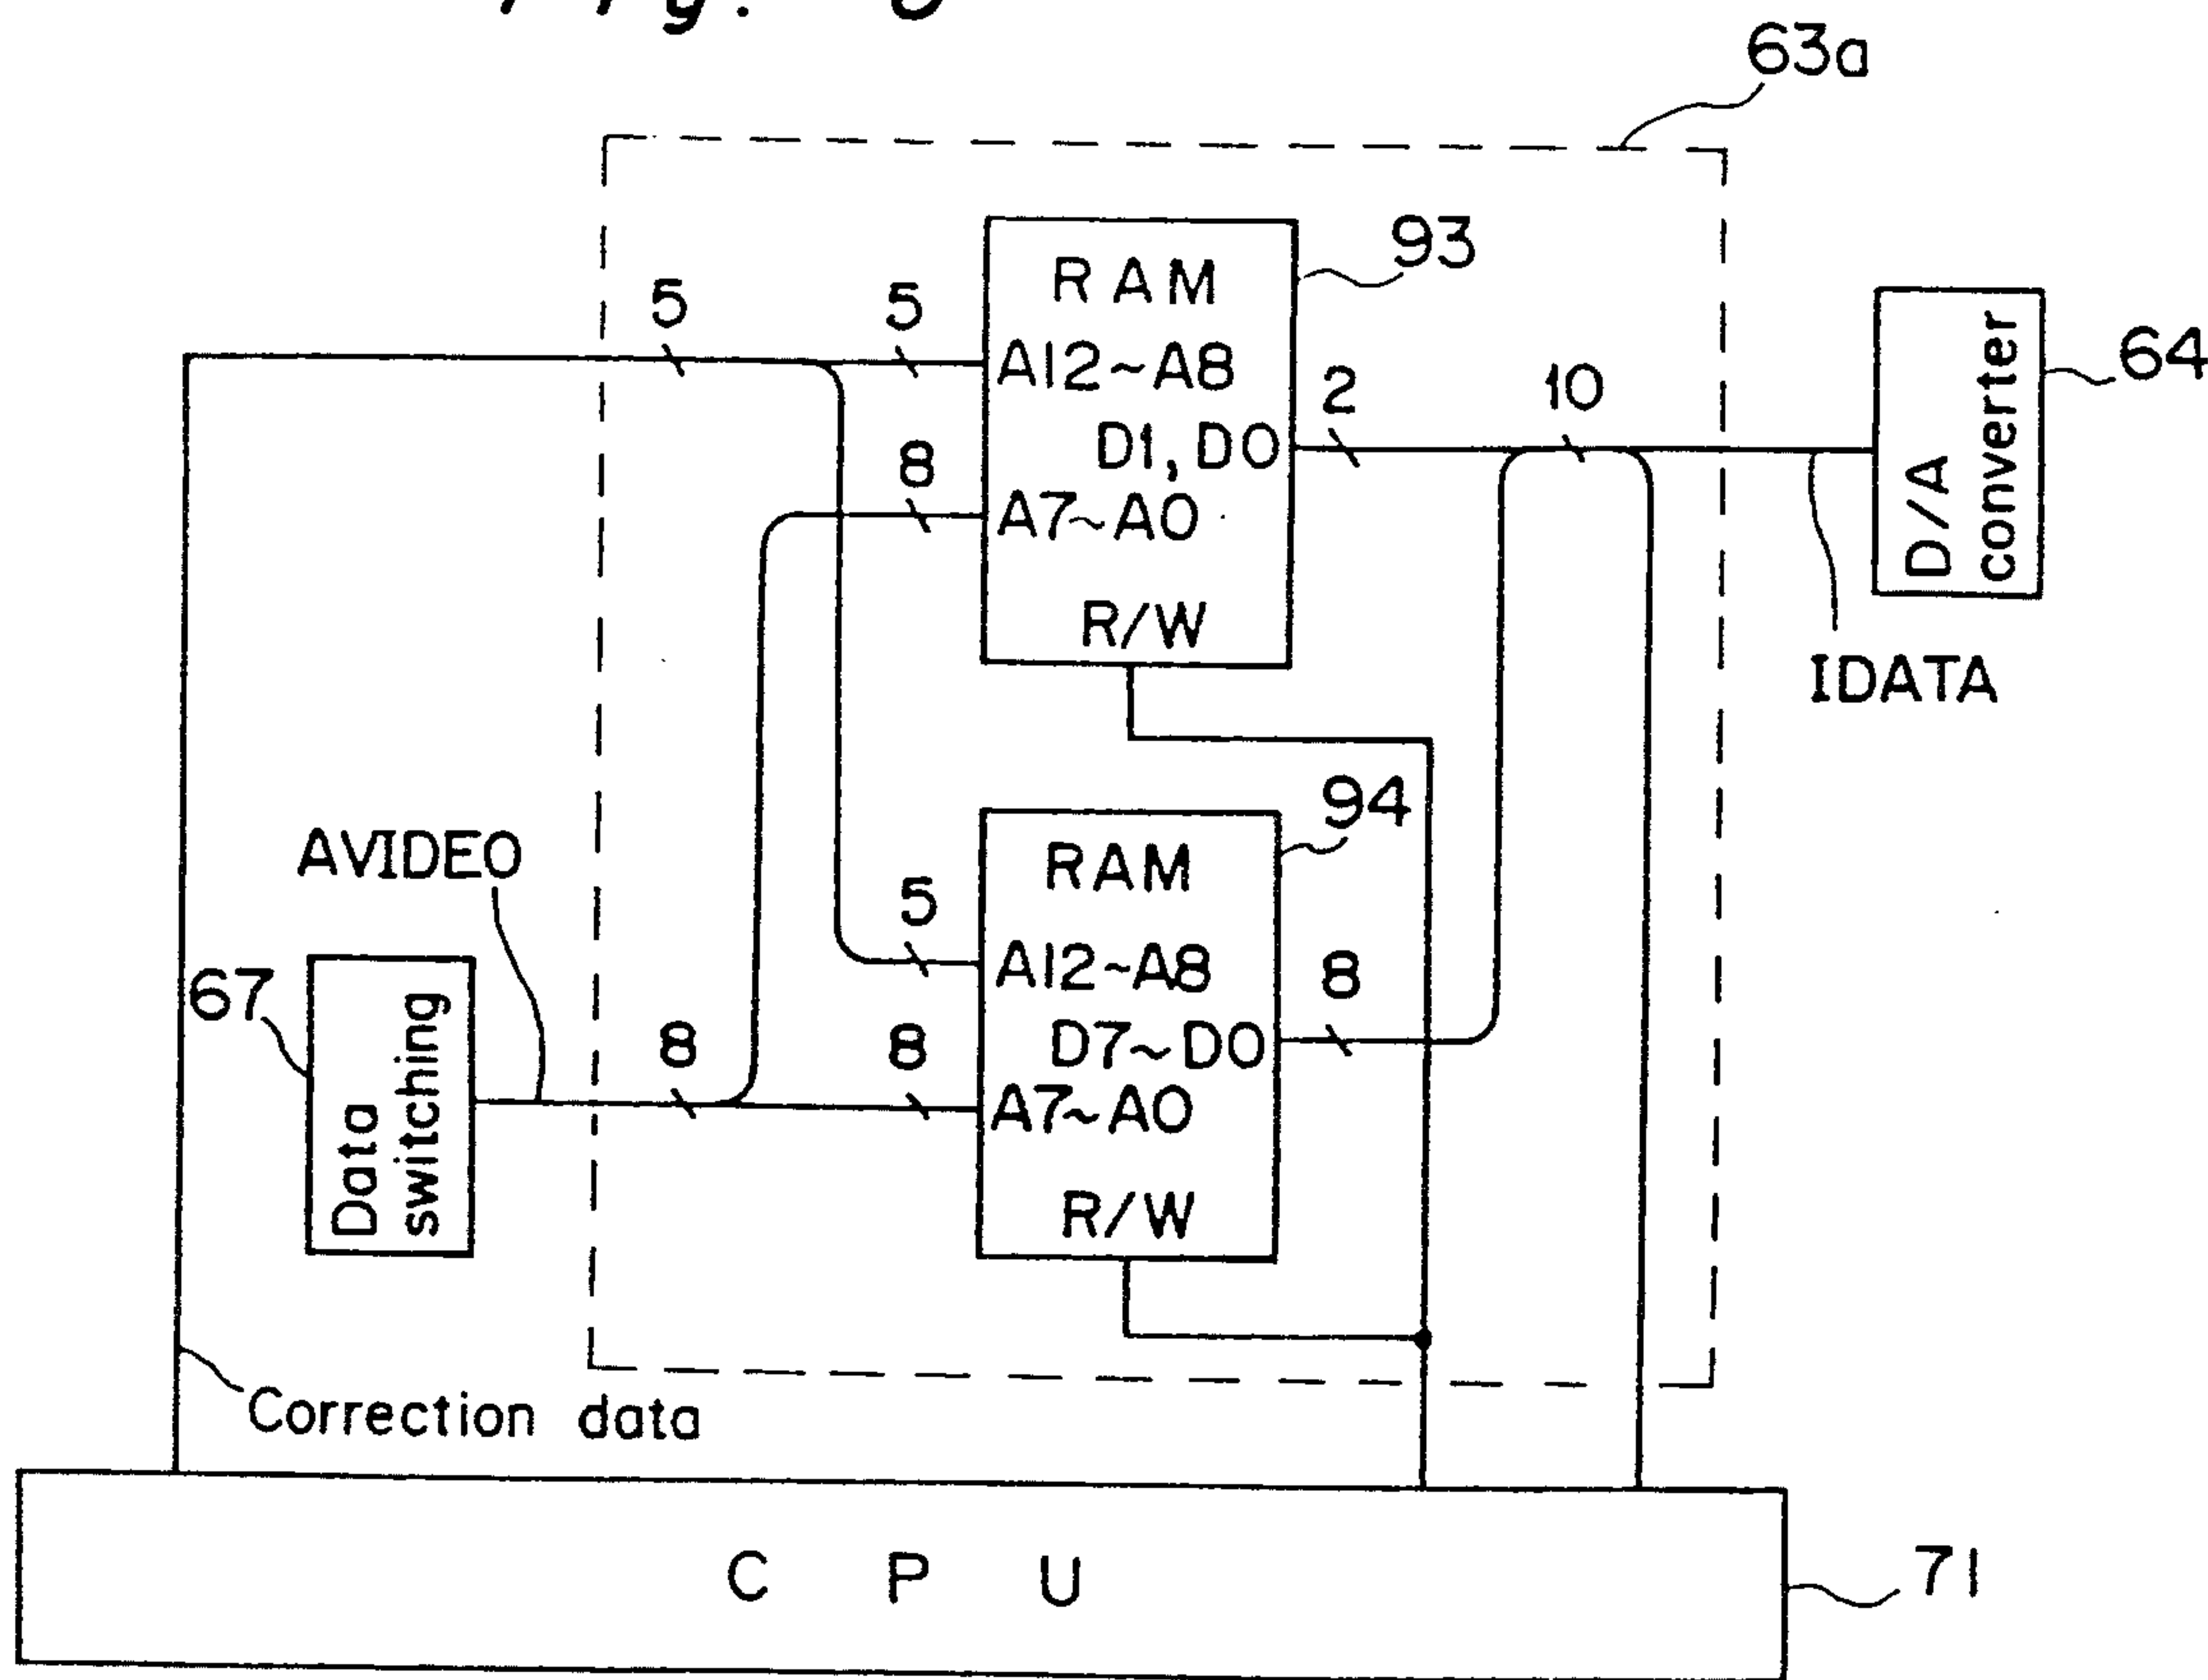 63a
93
RAM
5
5
A12~A8
64
D/A
converter
2
10
D1, D0
8
A7~A0
R/W
IDATA
94
AVIDEO
RAM
5
A12~A8
67
8
D7~D0
8
8
A7~A0
Data
switching
R/W
Correction data
CPU
71